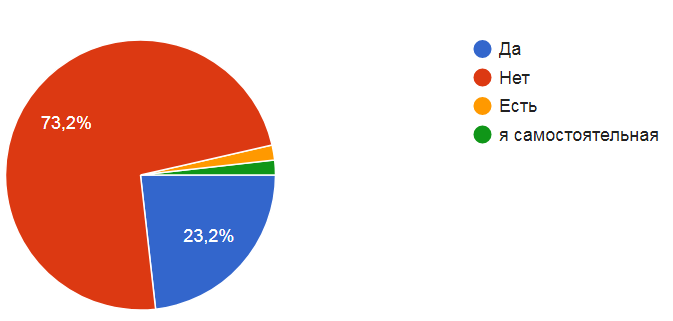 Да
Нет
Есть
я самостоятельная
73,2%
23,2%